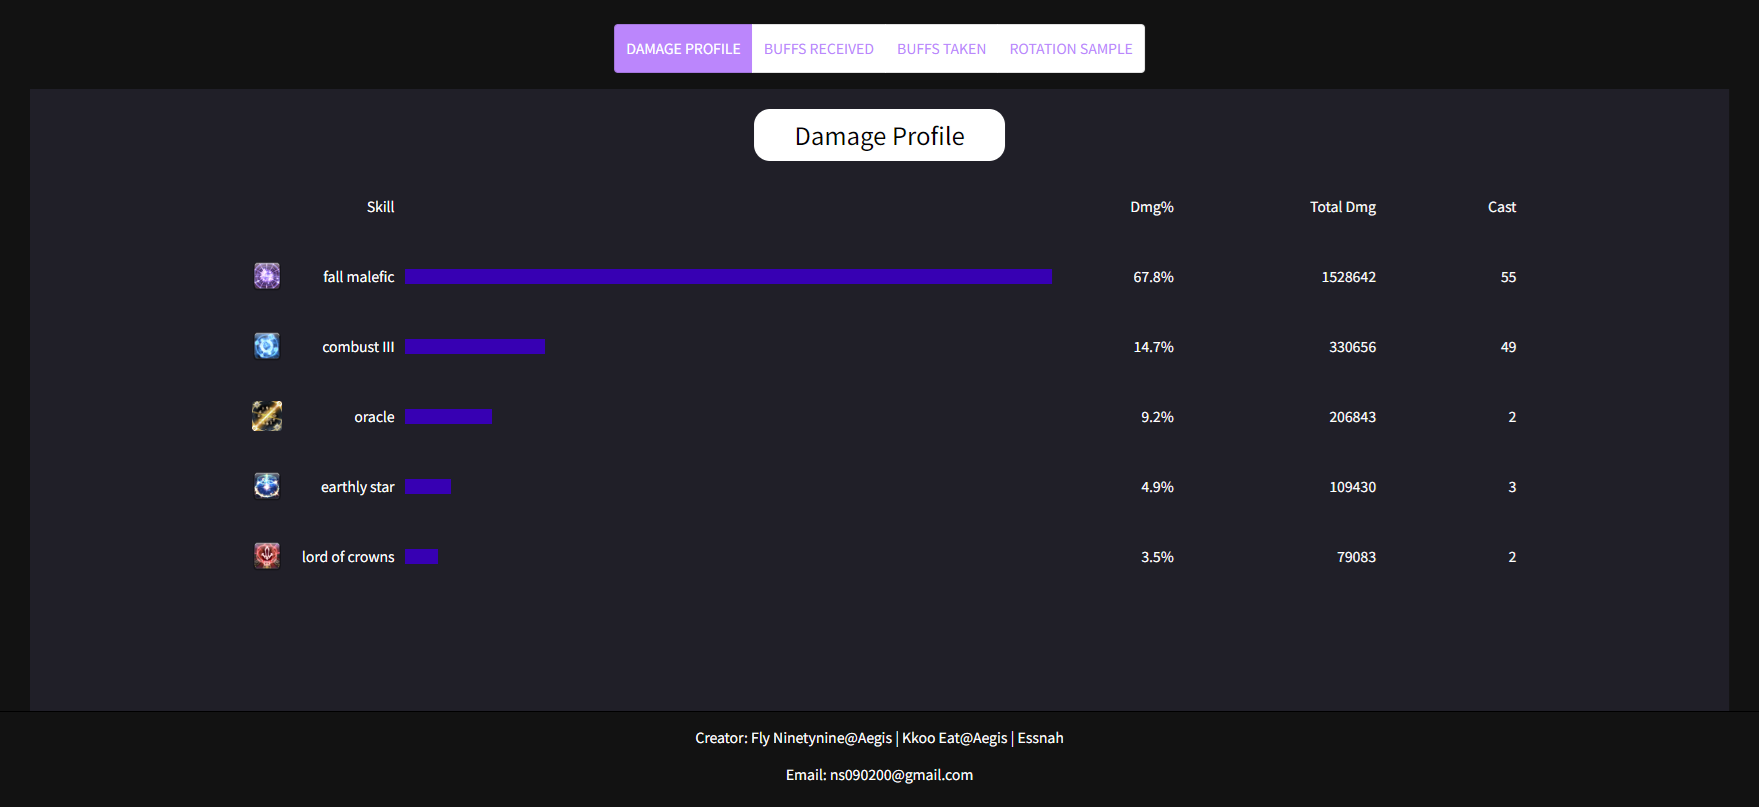 DAMAGE PROFILE BUFFS RECEIVED BUFFS TAKEN ROTATION SAMPLE
Damage Profile
Skill Dmg% Total Dmg Cast
fall malefic 67.8% 1528642 55
combust III 14.7% 330656 49
oracle 9.2% 206843 2
earthly star 4.9% 109430 3
lord of crowns 3.5% 79083 2
Creator: Fly Ninetynine@Aegis | Kkoo Eat@Aegis | Essnah
Email: ns090200@gmail.com